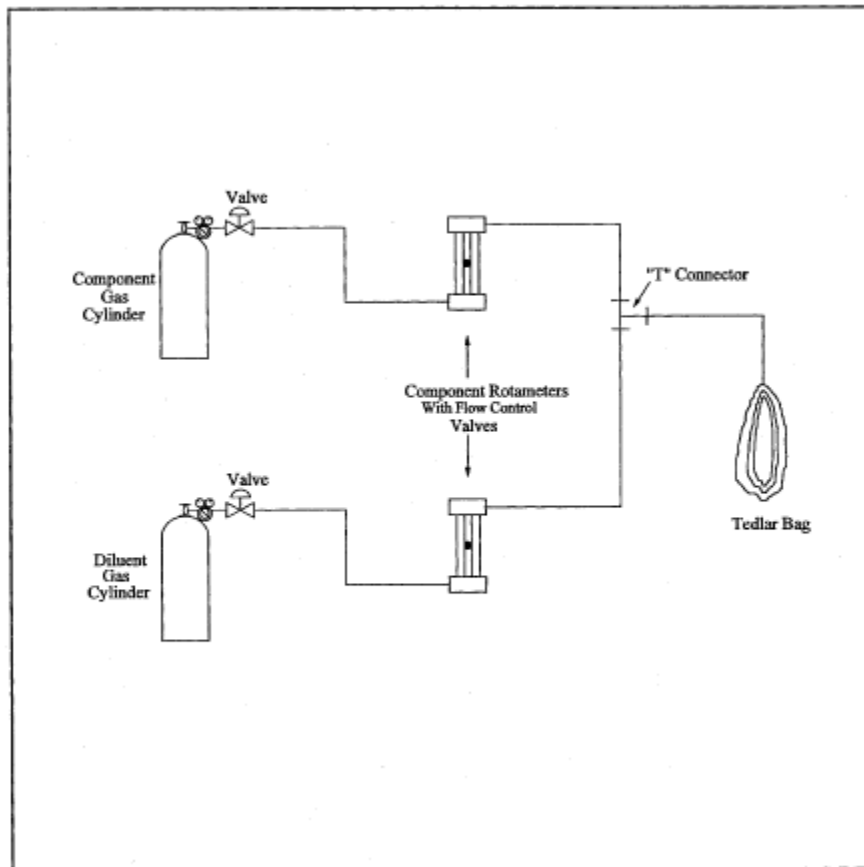 Valve
Component
Gas
Cylinder
"T" Connector
Component Rotameters
With Flow Control
Valves
Valve
Diluent
Gas
Cylinder
Tedlar Bag